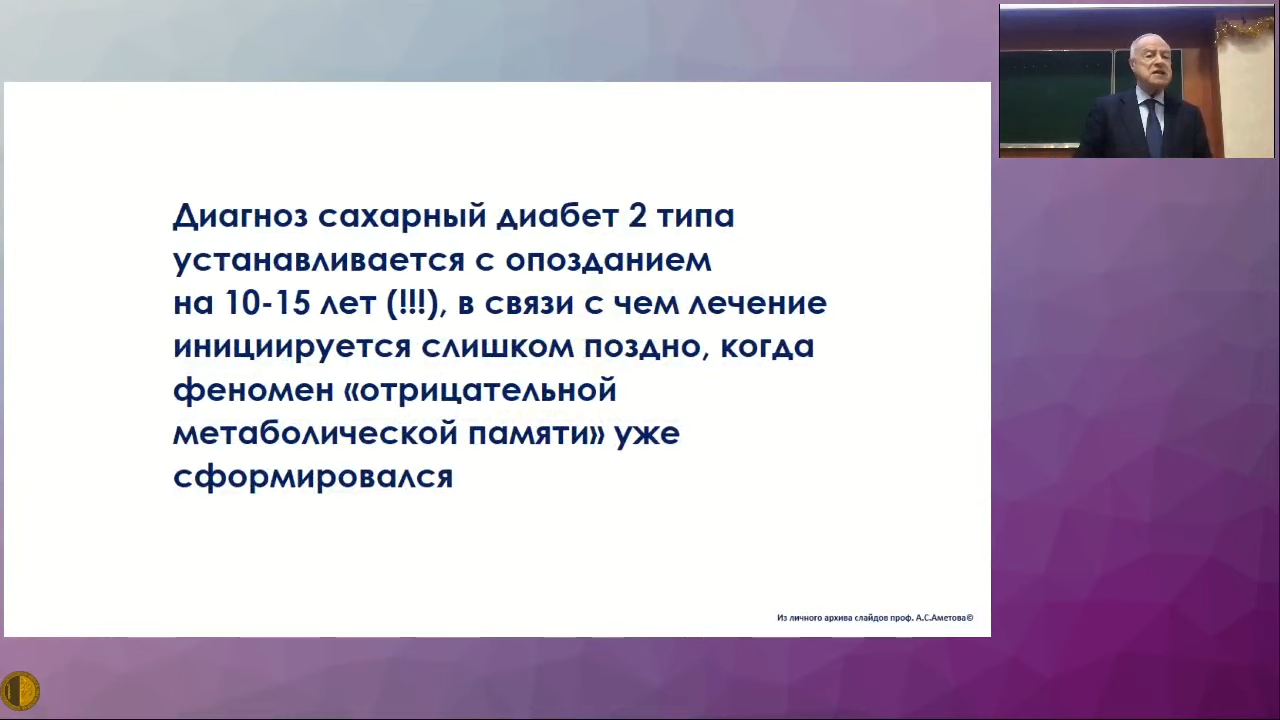 Диагноз сахарный диабет 2 типа
устанавливается с опозданием
на 10-15 лет (!!!), в связи с чем лечение
инициируется слишком поздно, когда
феномен «отрицательной
метаболической памяти» уже
сформировался
Из личного архива слайдов проф. А.С.Аметова©